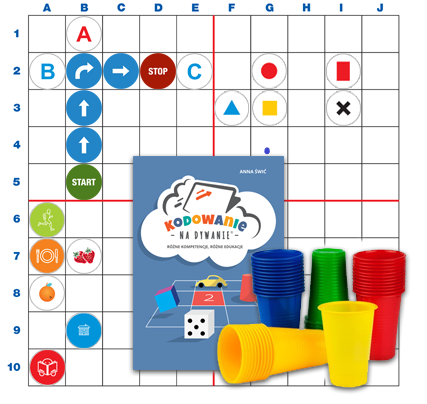 A B C D E F G H I J
1 A
2 B STOP C
3
4
5 START
6
7
8
9
10
ANNA ŚWIĆ
KODOWANIE
- NA DYWANIE -
RÓŻNE KOMPETENCJE, RÓŻNE EDUKACJE
2